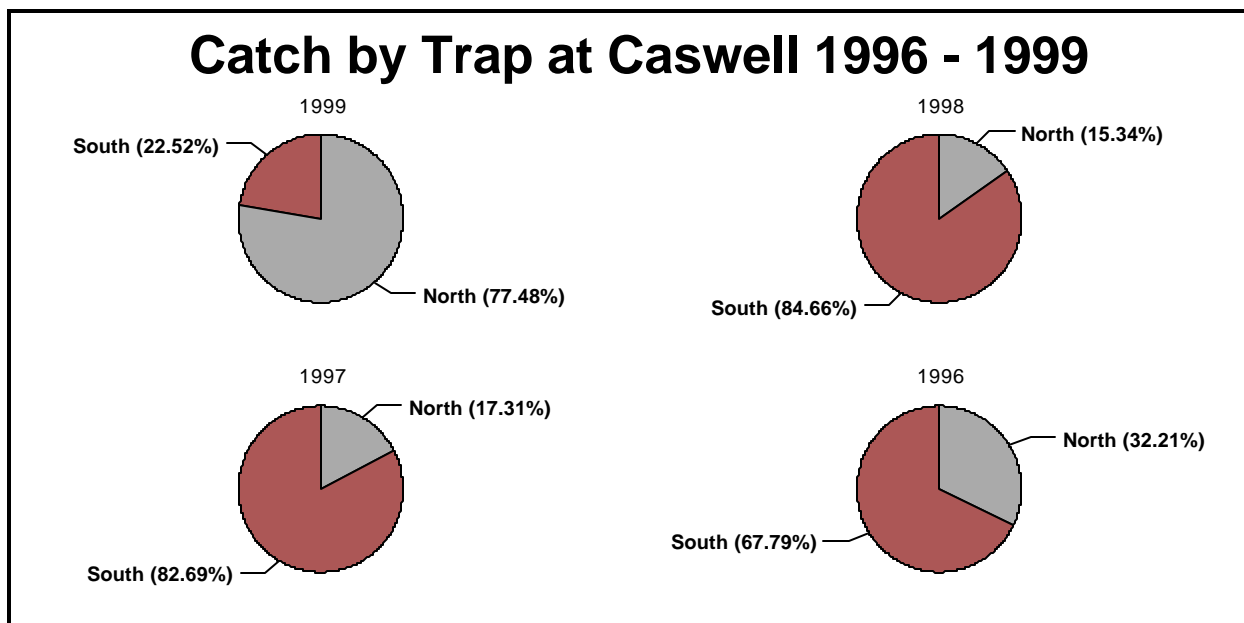 Catch by Trap at Caswell 1996 - 1999
1999
South (22.52%)
North (77.48%)
1998
North (15.34%)
South (84.66%)
1997
North (17.31%)
South (82.69%)
1996
North (32.21%)
South (67.79%)